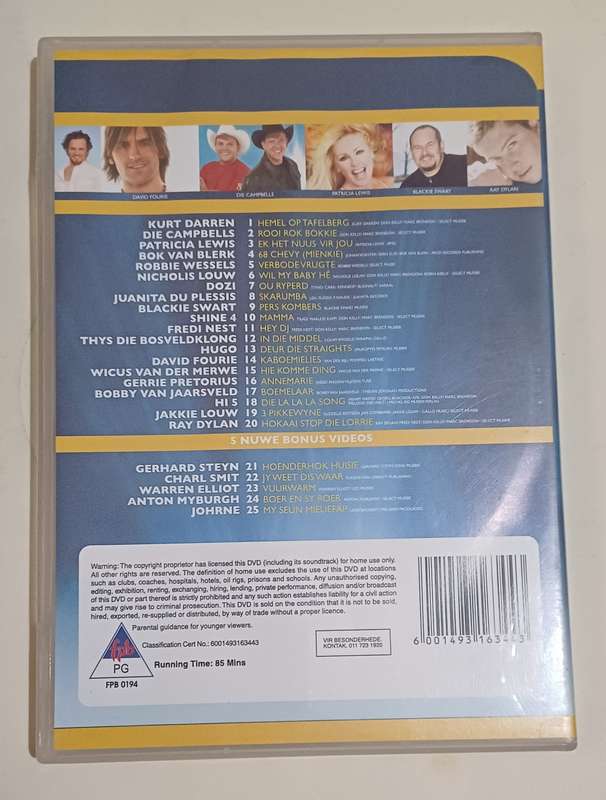 DAVID FOURIE
DIE CAMPBELLS
PATRICIA LEWIS
BLACKIE SWART
RAY DYLAN
KURT DARREN 1 HEMEL OP TAFELBERG
DIE CAMPBELLS 2 ROOI ROK BOKKIE
PATRICIA LEWIS 3 EK HET NUUS VIR JOU
BOK VAN BLERK 4 68 CHEVY (MIENKIE)
ROBBIE WESSELS 5 VERBODEVRUGTE
NICHOLIS LOUW 6 WIL MY BABY HÊ
DOZI 7 OU RYPERD
JUANITA DU PLESSIS 8 SKARUMBA
BLACKIE SWART 9 PERS KOMBERS
SHINE 4 10 MAMMA
FREDI NEST 11 HEY DJ
THYS DIE BOSVELDKLONG 12 IN DIE MIDDEL
HUGO 13 DEUR DIE STRAIGHTS
DAVID FOURIE 14 KABOEMIELIES
WICUS VAN DER MERWE 15 HIE KOMME DING
GERRIE PRETORIUS 16 ANNEMARIE
BOBBY VAN JAARSVELD 17 BOEMELAAR
IHI 5 18 DIE LA LA LA SONG
JAKKIE LOUW 19 3 PIKKEWYNE
RAY DYLAN 20 HOKAAI STOP DIE LORRIE
5 NUWE BONUS VIDEOS
GERHARD STEYN 21 HOENDERHOK HUISIE
CHARL SMIT 22 JY WEET DIS WAAR
WARREN ELLIOT 23 VUURWARM
ANTON MYBURGH 24 BOER EN SY ROER
JOHRNE 25 MY SEUN MIELIEPAP
Warning: The copyright proprietor has licensed this DVD (including its soundtrack) for home use only.
All other rights are reserved. The definition of home use excludes the use of this DVD at locations
such as clubs, coaches, hospitals, hotels, oil rigs, prisons and schools. Any unauthorised copying,
editing, exhibition, renting, exchanging, hiring, lending, private performance, diffusion and/or broadcast
of this DVD or part thereof is strictly prohibited and any such action establishes liability for a civil action
and may give rise to criminal prosecution. This DVD is sold on the condition that it is not to be sold,
hired, exported, re-supplied or distributed, by way of trade without a proper licence.
Parental guidance for younger viewers.
Classification Cert No.:6001493163443
fpb
PG
FPB 0194
Running Time: 85 Mins
VIR BESONDERHEDE.
KONTAK. 011 723 1920
6 001493 163443